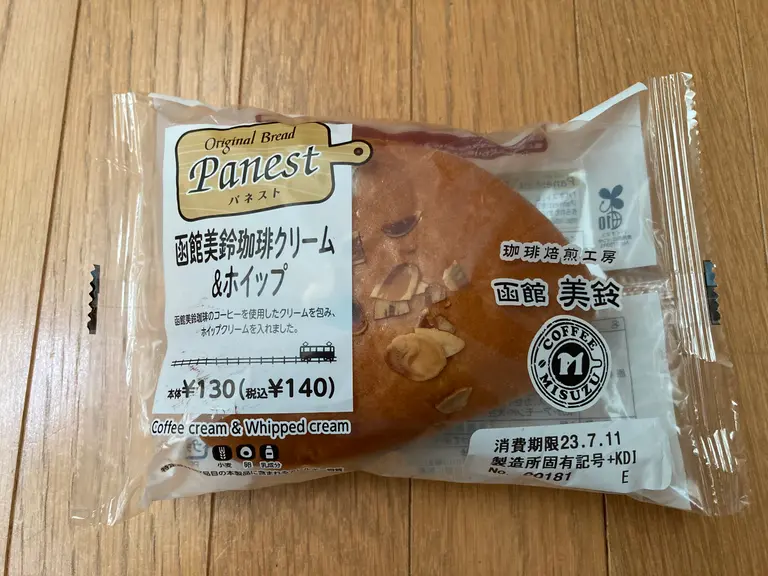 Original Bread
Panest
パネスト
函館美鈴珈琲クリーム
&ホイップ
函館美鈴珈琲のコーヒーを使用したクリームを包み、
ホイップクリームを入れました。
本体¥130(税込¥140)
Coffee cream & Whipped cream
小麦 卵 乳成分
珈琲焙煎工房
函館 美鈴
COFFEE
M
MISUZU
消費期限23.7.11
製造所固有記号+KDI
No. 00181 E